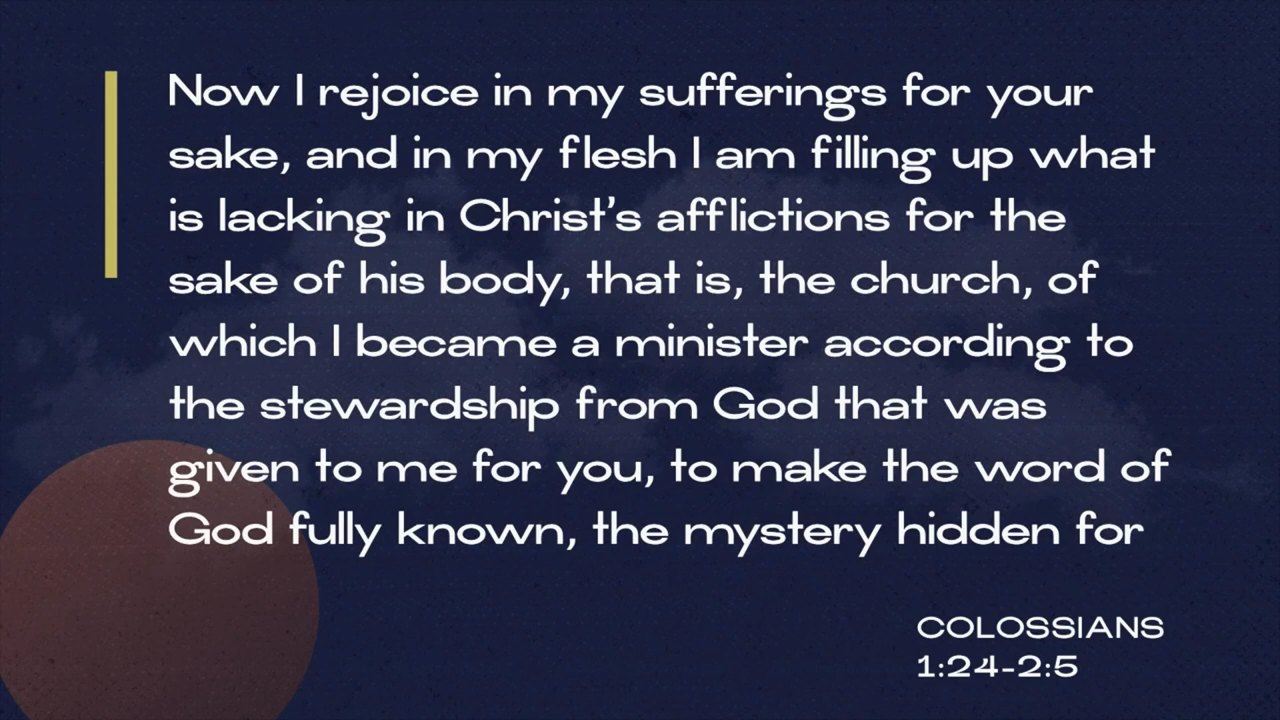 Now I rejoice in my sufferings for your
sake, and in my flesh I am filling up what
is lacking in Christ's afflictions for the
sake of his body, that is, the church, of
which I became a minister according to
the stewardship from God that was
given to me for you, to make the word of
God fully known, the mystery hidden for
COLOSSIANS
1:24-2:5